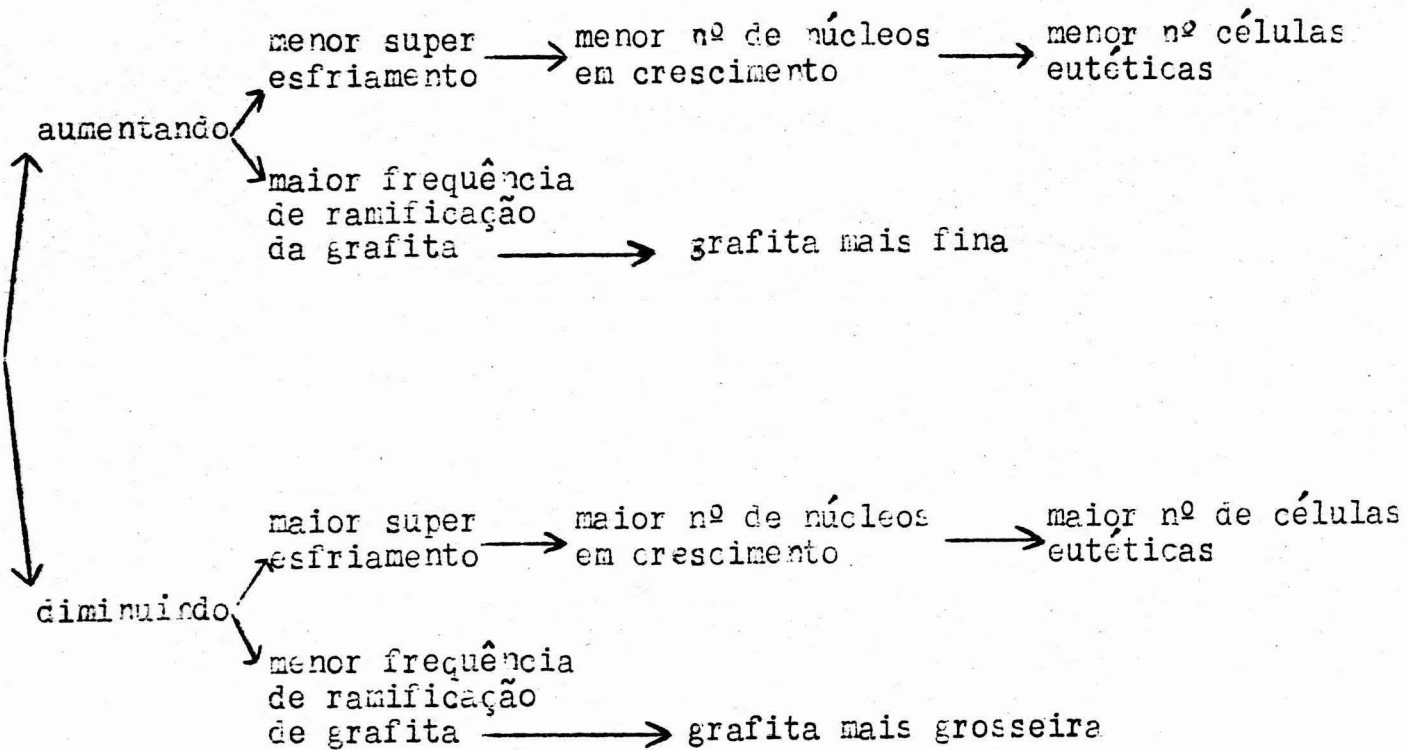 menor super
esfriamento
menor nº de núcleos
em crescimento
menor nº células
eutéticas
aumentando
maior frequência
de ramificação
da grafita
grafita mais fina
maior super
esfriamento
maior nº de núcleos
em crescimento
maior nº de células
eutéticas
diminuindo
menor frequência
de ramificação
de grafita
grafita mais grosseira